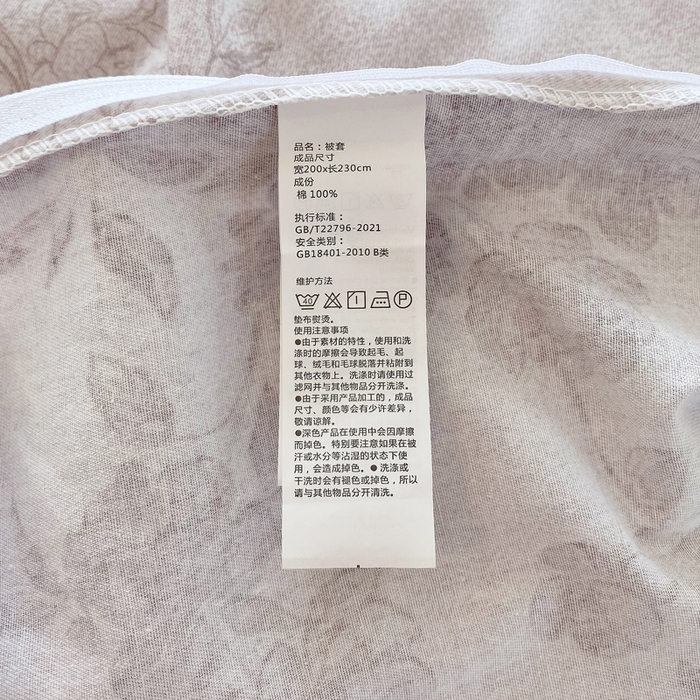 品名：被套
成品尺寸
宽200x长230cm
成份
棉 100%
执行标准：
GB/T22796-2021
安全类别：
GB18401-2010 B类
维护方法
40 P
垫布熨烫。
使用注意事项
●由于素材的特性，使用和洗
涤时的摩擦会导致起毛、起
球、绒毛和毛球脱落并粘附到
其他衣物上。洗涤时请使用过
滤网并与其他物品分开洗涤。
●由于采用产品加工的，成品
尺寸、颜色等会有少许差异，
敬请谅解。
●深色产品在使用中会因摩擦
而掉色。特别要注意如果在被
汗或水分等沾湿的状态下使
用，会造成掉色。● 洗涤或
干洗时会有褪色或掉色，所以
请与其他物品分开清洗。